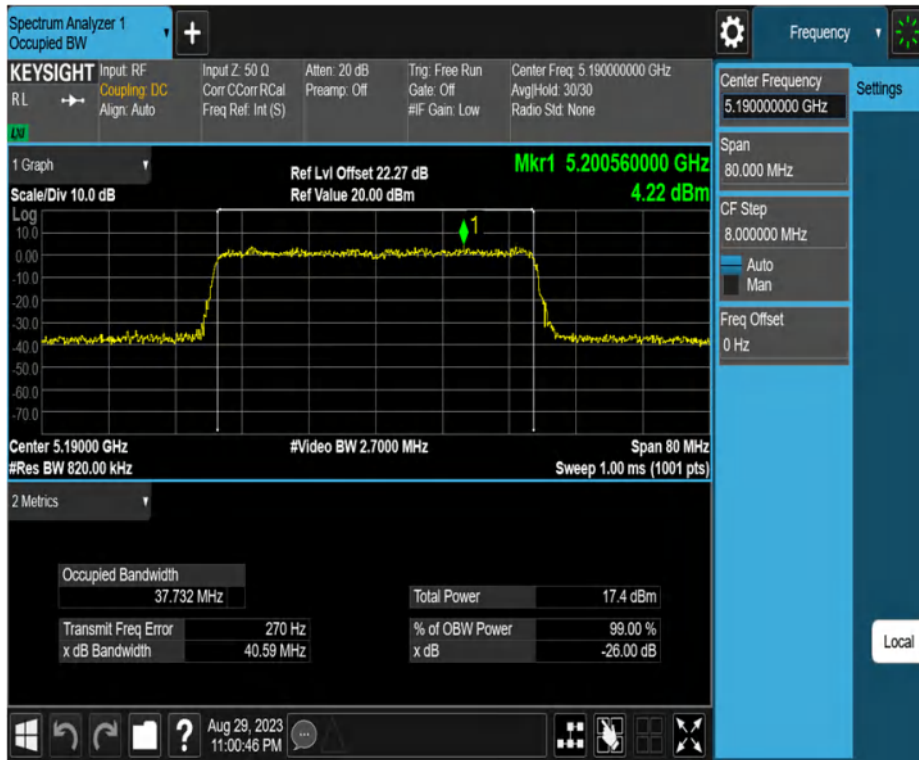 Spectrum Analyzer 1
Occupied BW
+
Frequency
KEYSIGHT
RL
LXI
Input: RF
Coupling: DC
Align: Auto
Input Z: 50 Ω
Corr CCorr RCal
Freq Ref: Int (S)
Atten: 20 dB
Preamp: Off
Trig: Free Run
Gate: Off
#IF Gain: Low
Center Freq: 5.190000000 GHz
Avg|Hold: 30/30
Radio Std: None
Center Frequency
5.190000000 GHz
Settings
Span
80.000 MHz
CF Step
8.000000 MHz
Auto
Man
Freq Offset
0 Hz
1 Graph
Scale/Div 10.0 dB
Ref Lvl Offset 22.27 dB
Ref Value 20.00 dBm
Mkr1 5.200560000 GHz
4.22 dBm
Log
10.0
0.00
-10.0
-20.0
-30.0
-40.0
-50.0
-60.0
-70.0
1
Center 5.19000 GHz
#Video BW 2.7000 MHz
Span 80 MHz
#Res BW 820.00 kHz
Sweep 1.00 ms (1001 pts)
2 Metrics
Occupied Bandwidth
37.732 MHz
Total Power 17.4 dBm
Transmit Freq Error 270 Hz
% of OBW Power 99.00 %
x dB Bandwidth 40.59 MHz
x dB -26.00 dB
Local
?
Aug 29, 2023
11:00:46 PM